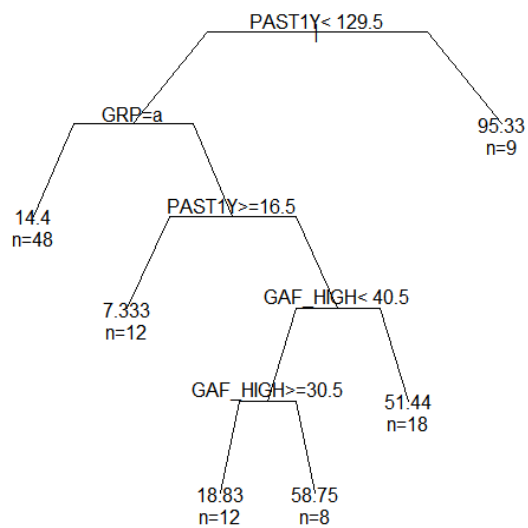 PAST1Y< 129.5
GRP=a
95.33
n=9
14.4
n=48
PAST1Y>=16.5
7.333
n=12
GAF_HIGH< 40.5
GAF_HIGH>=30.5
51.44
n=18
18.83
n=12
58.75
n=8